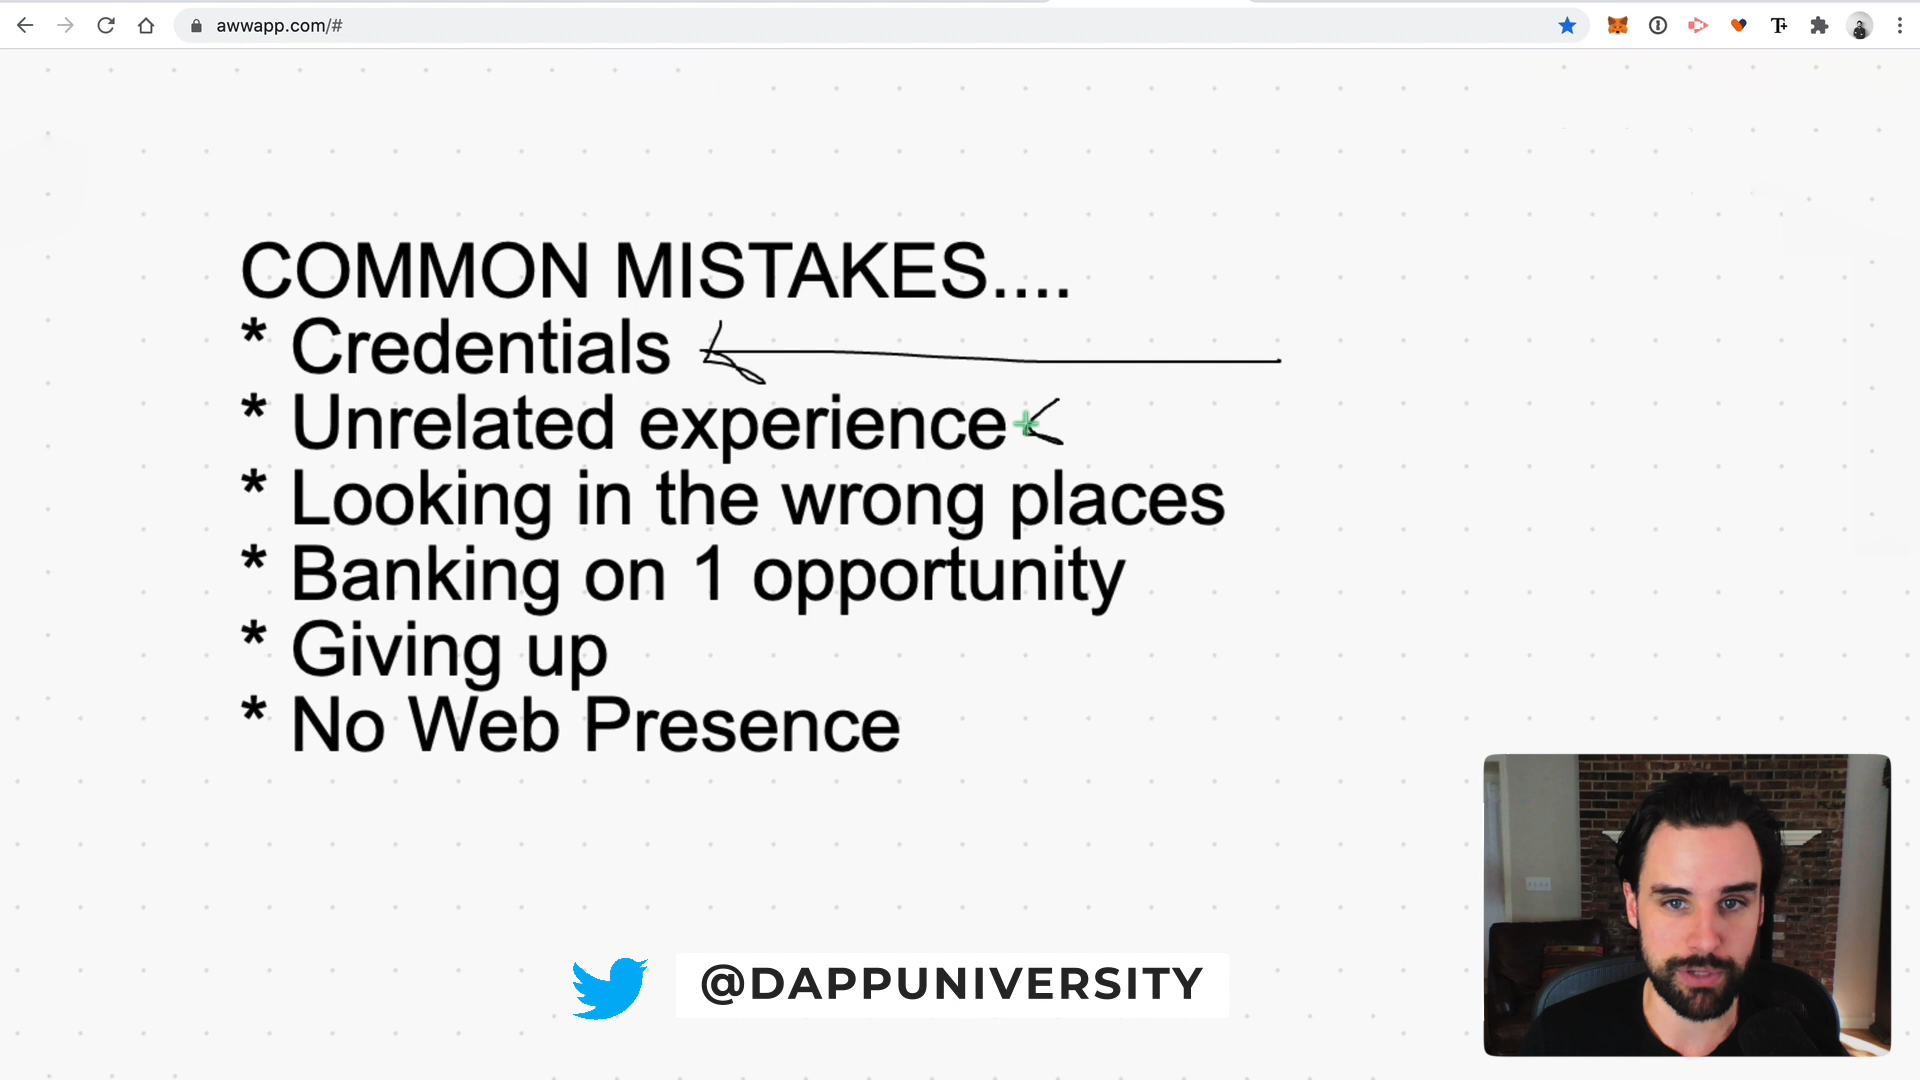 awwapp.com/#
COMMON MISTAKES....
* Credentials
* Unrelated experience
* Looking in the wrong places
* Banking on 1 opportunity
* Giving up
* No Web Presence
@DAPPUNIVERSITY